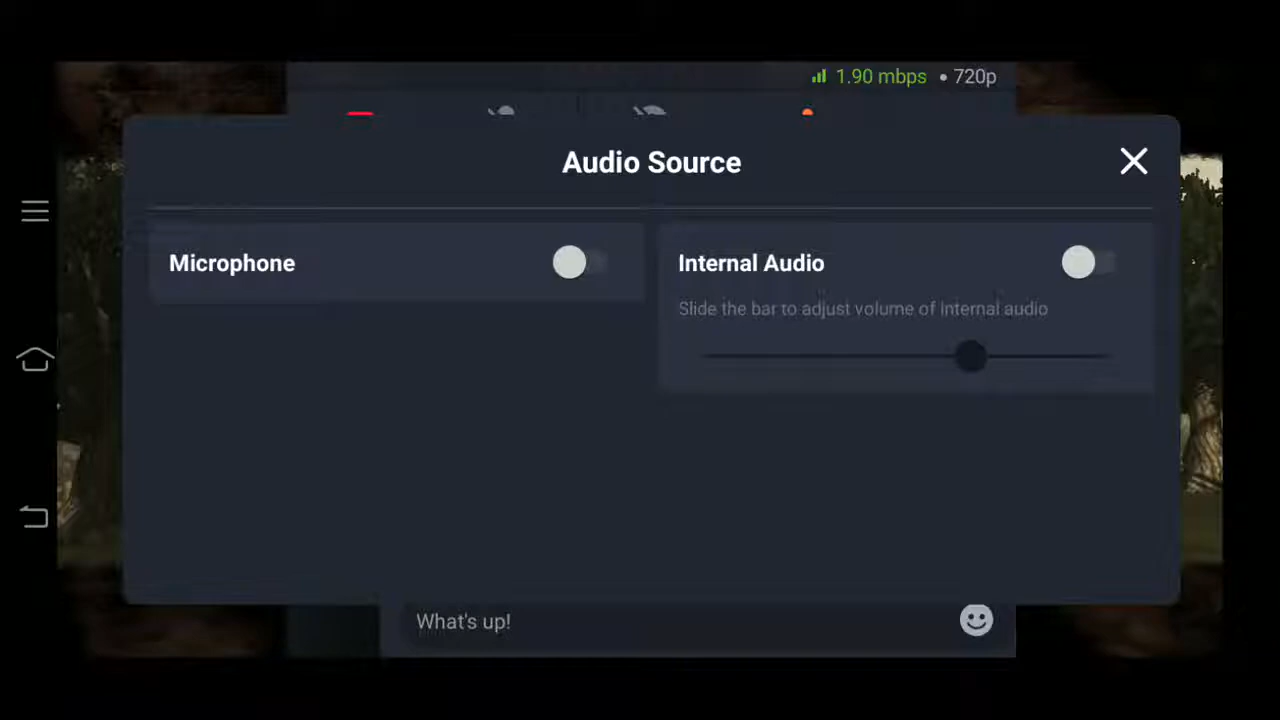 1.90 mbps • 720p
Audio Source
Microphone
Internal Audio
Slide the bar to adjust volume of internal audio
What's up!